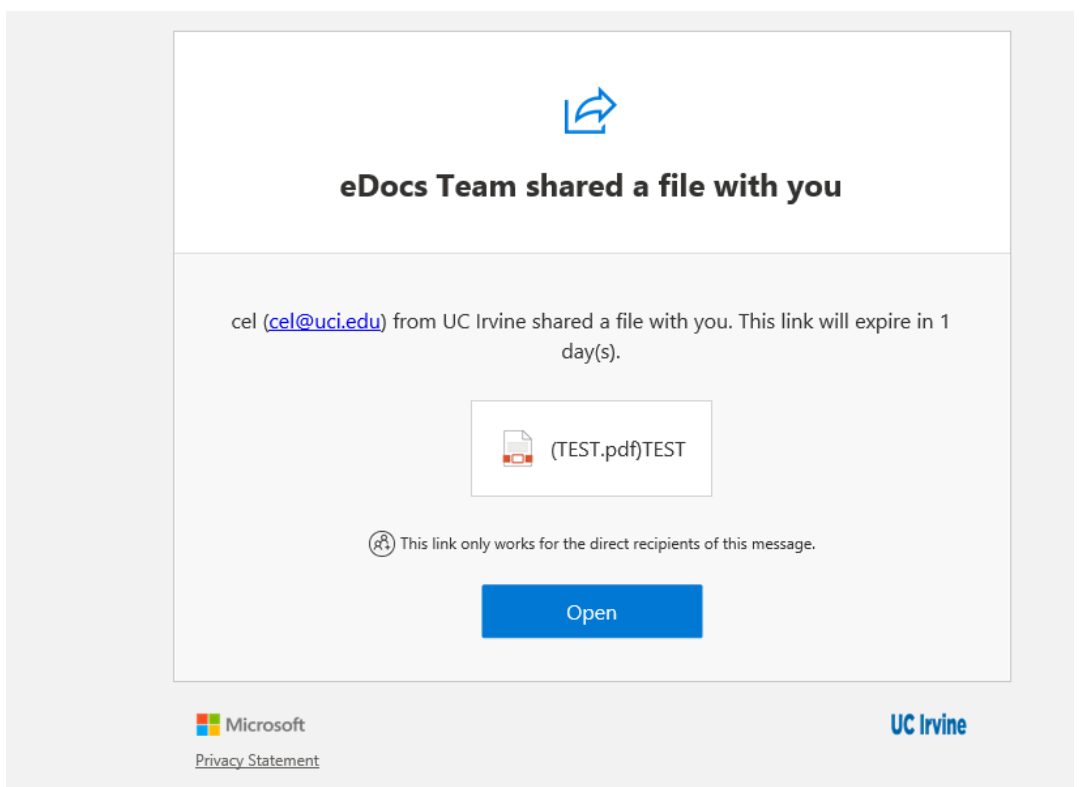 eDocs Team shared a file with you
cel (cel@uci.edu) from UC Irvine shared a file with you. This link will expire in 1
day(s).
(TEST.pdf)TEST
This link only works for the direct recipients of this message.
Open
Microsoft
UC Irvine
Privacy Statement